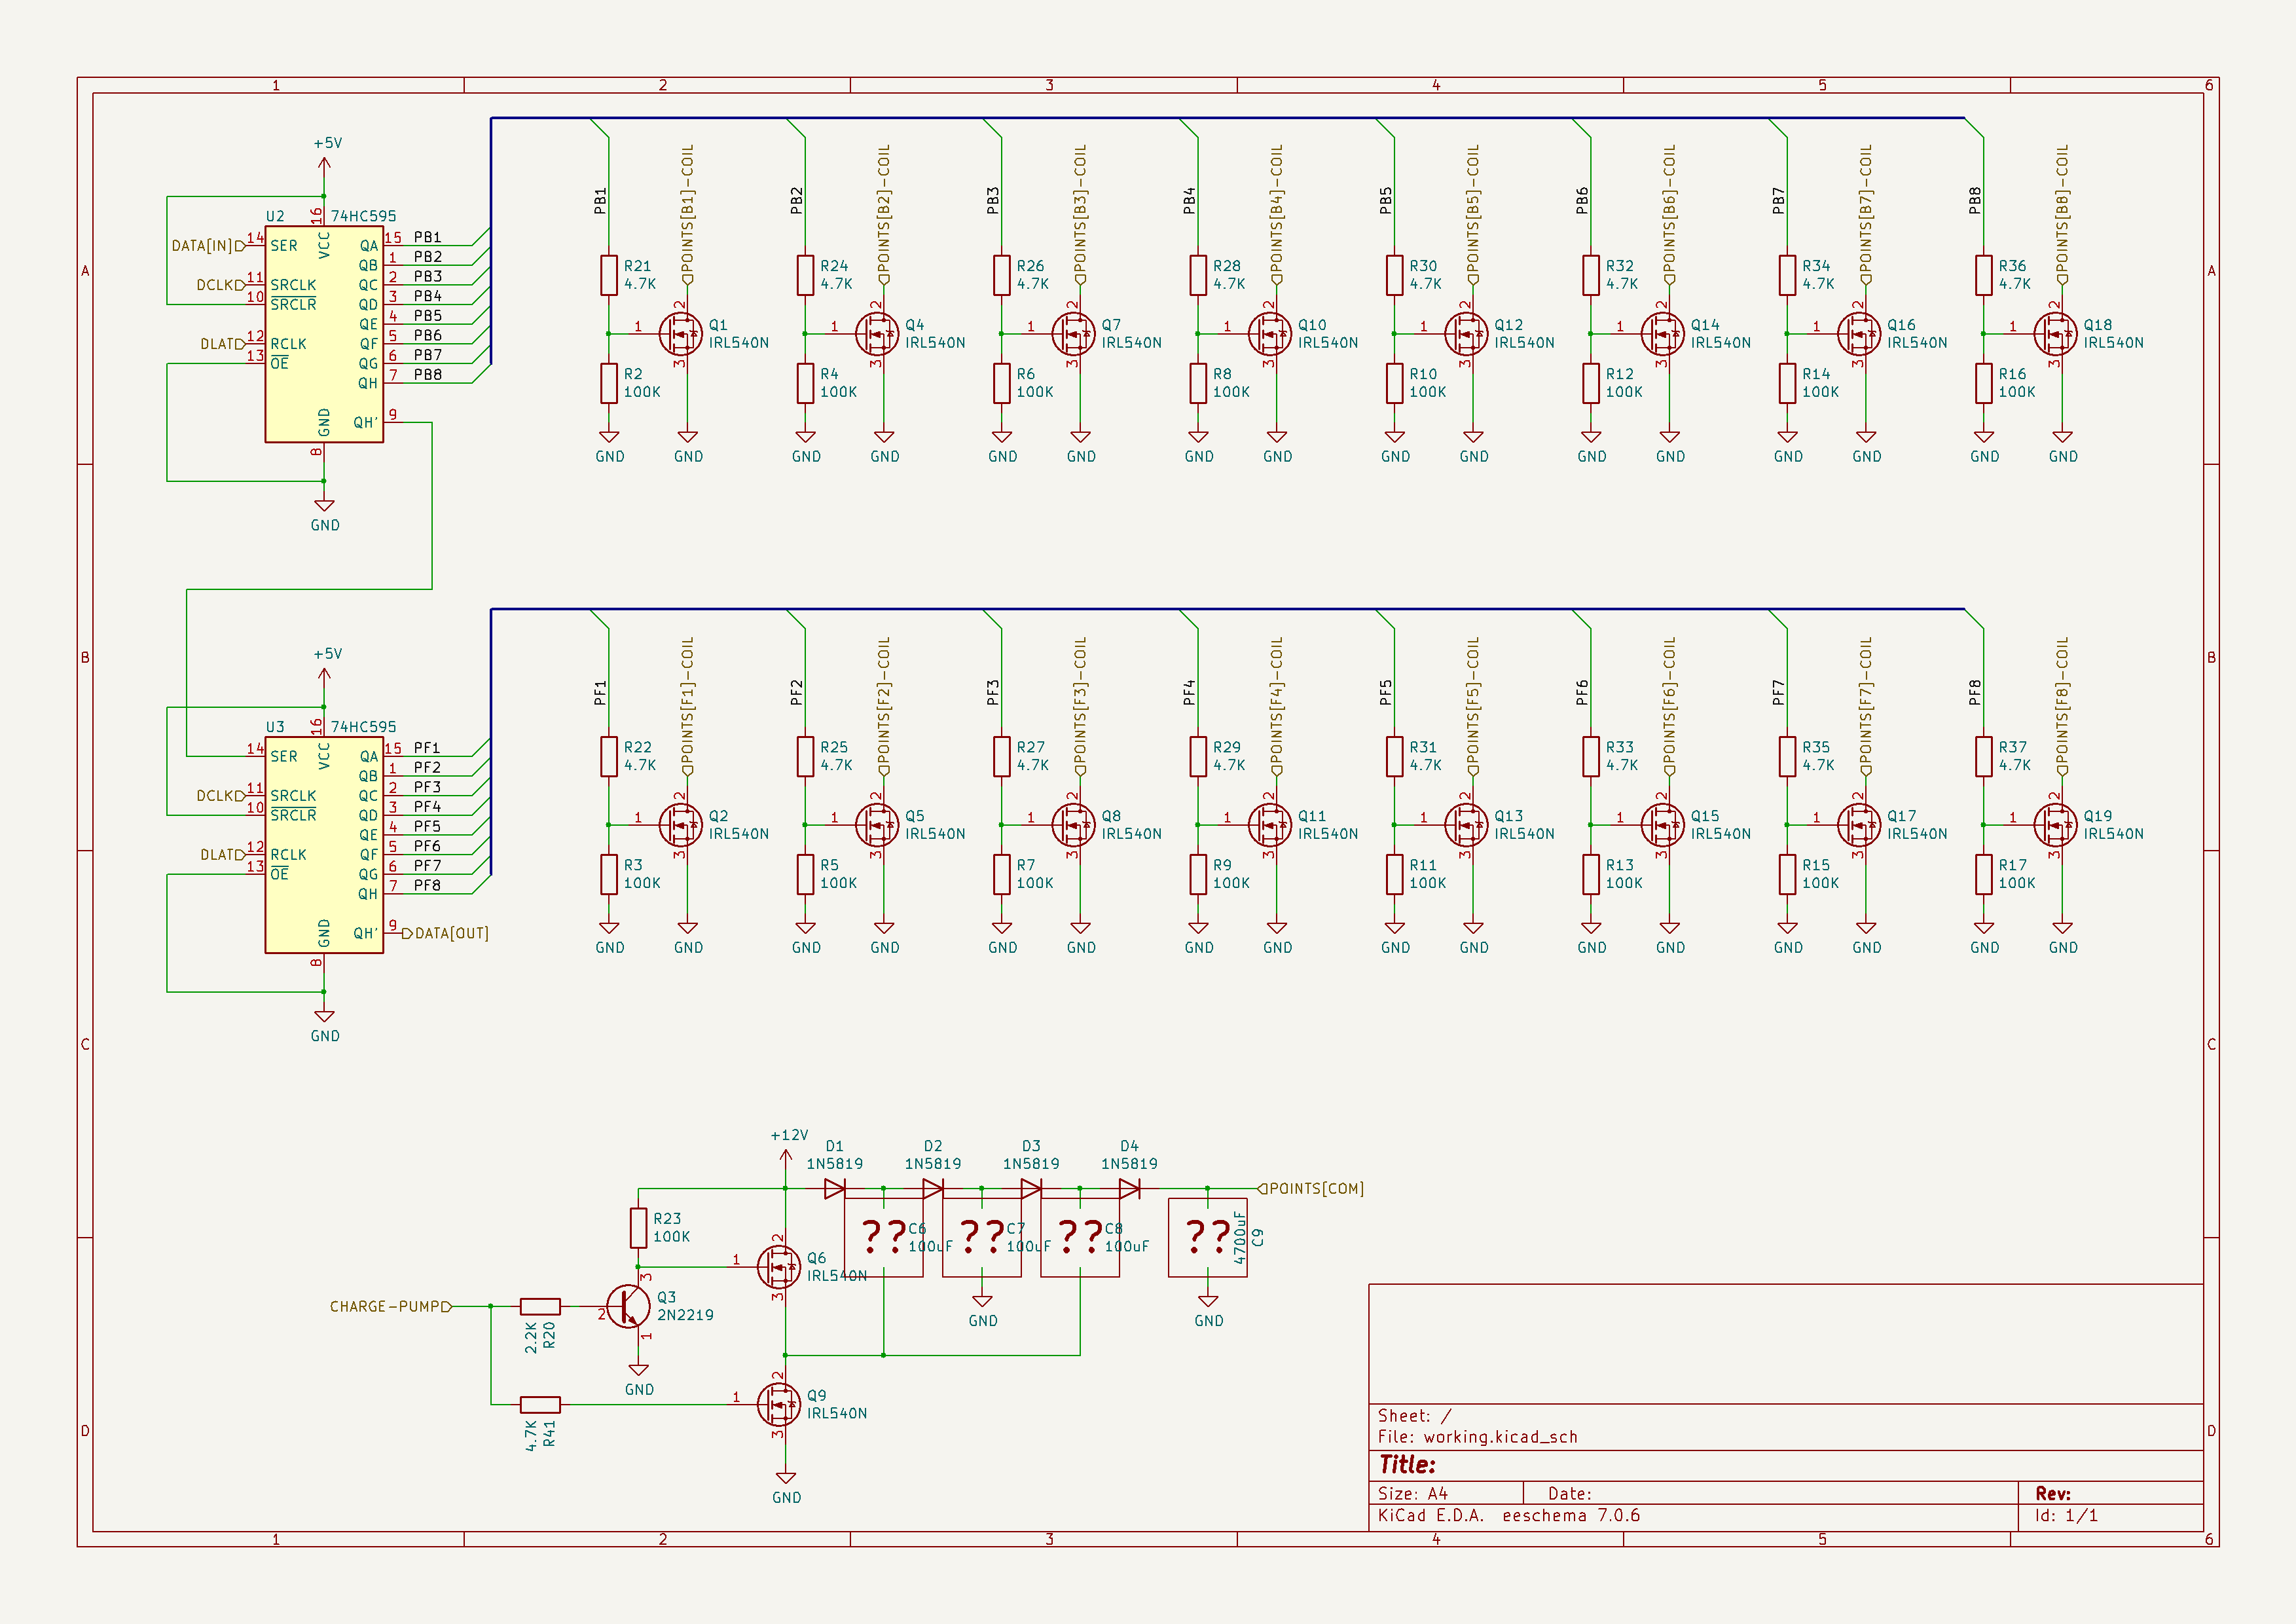 1 2 3 4 5 6
A A
B B
C C
D D
1 2 3 4 5 6
+5V
U2 74HC595
16
VCC
DATA[IN] 14 SER
DCLK 11 SRCLK
10 SRCLR
DLAT 12 RCLK
13 OE
QA 15 PB1
QB 1 PB2
QC 2 PB3
QD 3 PB4
QE 4 PB5
QF 5 PB6
QG 6 PB7
QH 7 PB8
QH' 9
GND
8
GND
PB1
POINTS[B1]-COIL
R21
4.7K
2
1
Q1
IRL540N
3
R2
100K
GND
GND
PB2
POINTS[B2]-COIL
R24
4.7K
2
1
Q4
IRL540N
3
R4
100K
GND
GND
PB3
POINTS[B3]-COIL
R26
4.7K
2
1
Q7
IRL540N
3
R6
100K
GND
GND
PB4
POINTS[B4]-COIL
R28
4.7K
2
1
Q10
IRL540N
3
R8
100K
GND
GND
PB5
POINTS[B5]-COIL
R30
4.7K
2
1
Q12
IRL540N
3
R10
100K
GND
GND
PB6
POINTS[B6]-COIL
R32
4.7K
2
1
Q14
IRL540N
3
R12
100K
GND
GND
PB7
POINTS[B7]-COIL
R34
4.7K
2
1
Q16
IRL540N
3
R14
100K
GND
GND
PB8
POINTS[B8]-COIL
R36
4.7K
2
1
Q18
IRL540N
3
R16
100K
GND
GND
+5V
U3 74HC595
16
VCC
14 SER
DCLK 11 SRCLK
10 SRCLR
DLAT 12 RCLK
13 OE
QA 15 PF1
QB 1 PF2
QC 2 PF3
QD 3 PF4
QE 4 PF5
QF 5 PF6
QG 6 PF7
QH 7 PF8
QH' 9 DATA[OUT]
GND
8
GND
PF1
POINTS[F1]-COIL
R22
4.7K
2
1
Q2
IRL540N
3
R3
100K
GND
GND
PF2
POINTS[F2]-COIL
R25
4.7K
2
1
Q5
IRL540N
3
R5
100K
GND
GND
PF3
POINTS[F3]-COIL
R27
4.7K
2
1
Q8
IRL540N
3
R7
100K
GND
GND
PF4
POINTS[F4]-COIL
R29
4.7K
2
1
Q11
IRL540N
3
R9
100K
GND
GND
PF5
POINTS[F5]-COIL
R31
4.7K
2
1
Q13
IRL540N
3
R11
100K
GND
GND
PF6
POINTS[F6]-COIL
R33
4.7K
2
1
Q15
IRL540N
3
R13
100K
GND
GND
PF7
POINTS[F7]-COIL
R35
4.7K
2
1
Q17
IRL540N
3
R15
100K
GND
GND
PF8
POINTS[F8]-COIL
R37
4.7K
2
1
Q19
IRL540N
3
R17
100K
GND
GND
+12V
D1
1N5819
D2
1N5819
D3
1N5819
D4
1N5819
POINTS[COM]
R23
100K
??
C6
100uF
??
C7
100uF
??
C8
100uF
??
4700uF
C9
2
1
Q6
IRL540N
3
CHARGE-PUMP
2.2K
R20
3
2
Q3
2N2219
1
GND
GND
GND
4.7K
R41
2
1
Q9
IRL540N
3
GND
Sheet: /
File: working.kicad_sch
Title:
Size: A4 Date: Rev:
KiCad E.D.A. eeschema 7.0.6 Id: 1/1